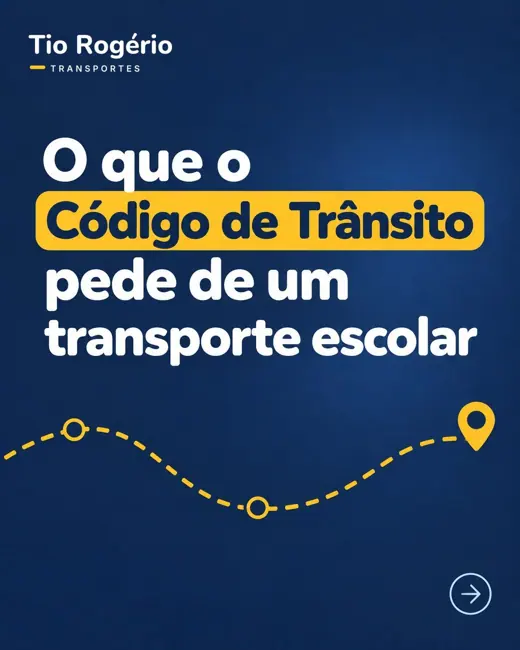 Tio Rogério
TRANSPORTES
O que o
Código de Trânsito
pede de um
transporte escolar